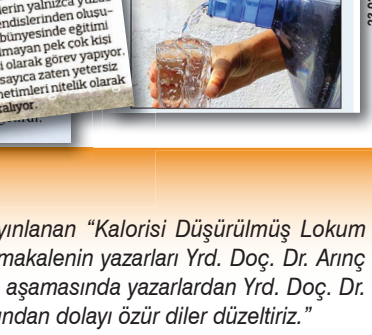 lerin yalnızca yüzde
endislerinden oluşu-
bünyesinde eğitimi
lmayan pek çok kişi
i olarak görev yapıyor.
sayıca zaten yetersiz
netimleri nitelik olarak
kalıyor.
yınlanan “Kalorisi Düşürülmüş Lokum
makalenin yazarları Yrd. Doç. Dr. Arınç
aşamasında yazarlardan Yrd. Doç. Dr.
ından dolayı özür diler düzeltiriz.”